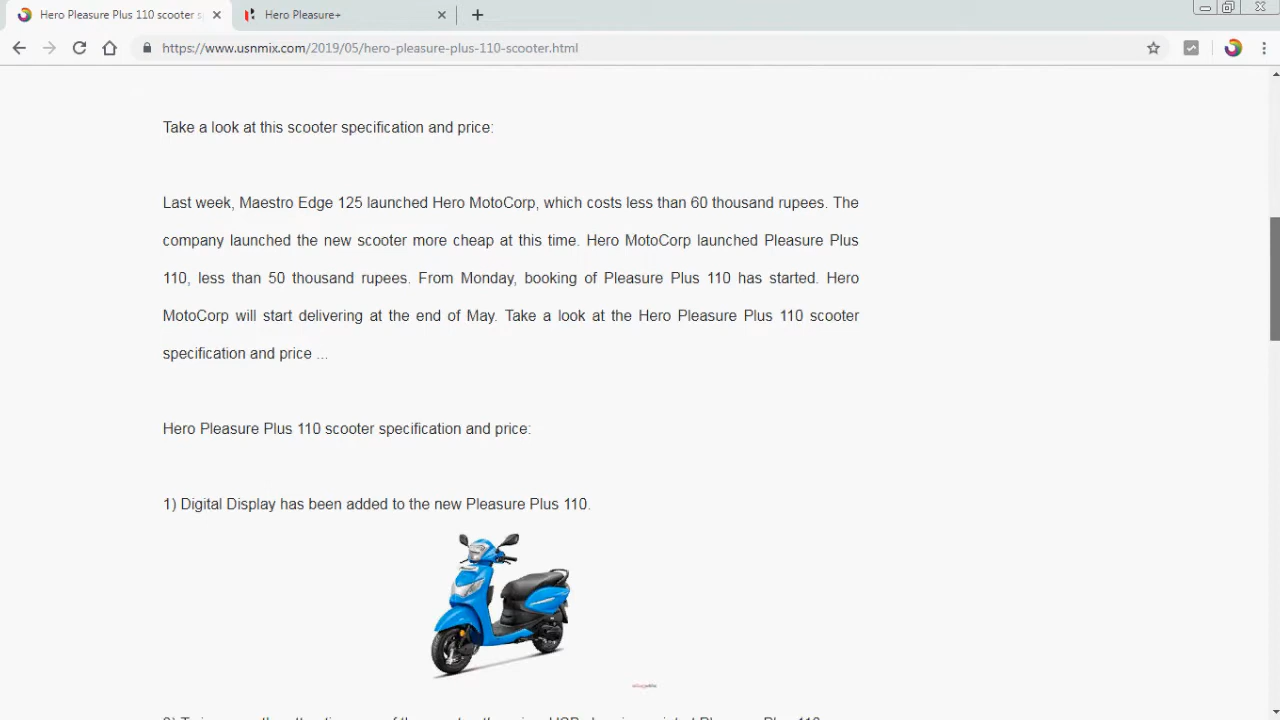 Hero Pleasure Plus 110 scooter s
Hero Pleasure+
https://www.usnmix.com/2019/05/hero-pleasure-plus-110-scooter.html
Take a look at this scooter specification and price:
Last week, Maestro Edge 125 launched Hero MotoCorp, which costs less than 60 thousand rupees. The
company launched the new scooter more cheap at this time. Hero MotoCorp launched Pleasure Plus
110, less than 50 thousand rupees. From Monday, booking of Pleasure Plus 110 has started. Hero
MotoCorp will start delivering at the end of May. Take a look at the Hero Pleasure Plus 110 scooter
specification and price ...
Hero Pleasure Plus 110 scooter specification and price:
1) Digital Display has been added to the new Pleasure Plus 110.